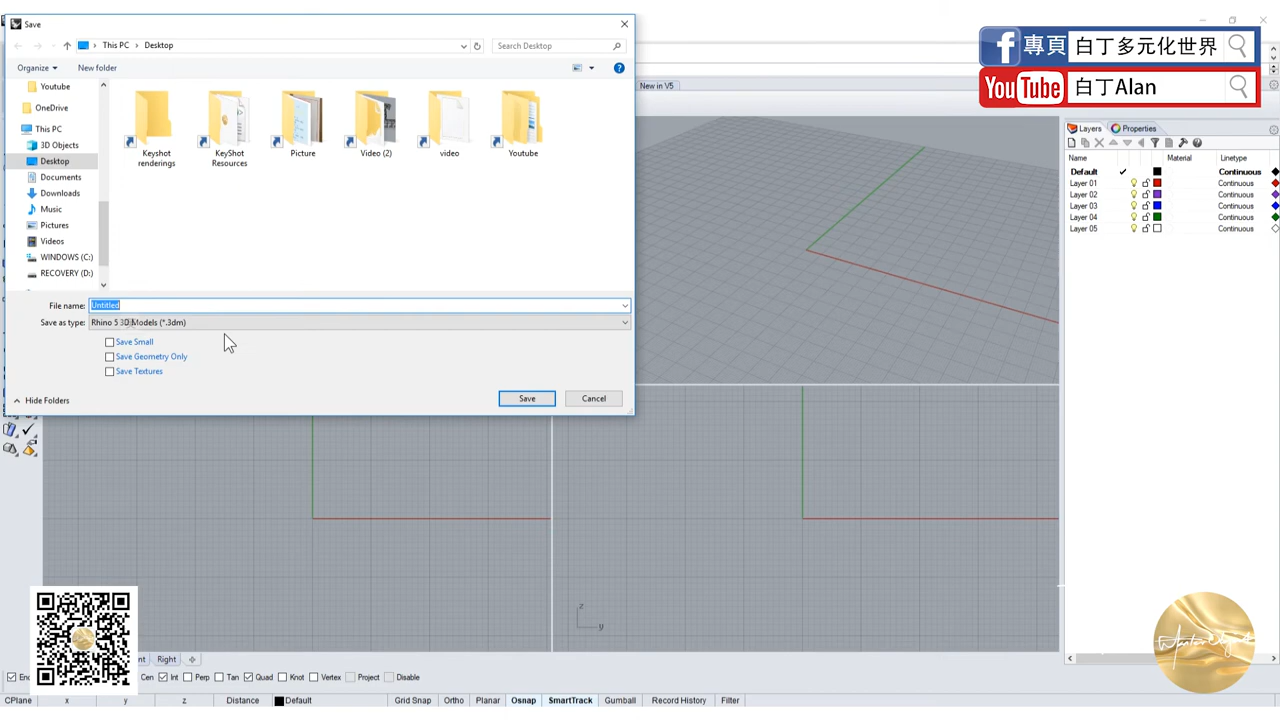 Save
This PC > Desktop
Search Desktop
Organize
New folder
Youtube
OneDrive
This PC
3D Objects
Desktop
Documents
Downloads
Music
Pictures
Videos
WINDOWS (C:)
RECOVERY (D:)
Keyshot renderings
KeyShot Resources
Picture
Video (2)
video
Youtube
File name: Untitled
Save as type: Rhino 5 3D Models (*.3dm)
Save Small
Save Geometry Only
Save Textures
Hide Folders
Save
Cancel
New in V5
f 專頁 白丁多元化世界
YouTube 白丁Alan
Layers
Properties
Name
Material
Linetype
Default
Continuous
Layer 01
Continuous
Layer 02
Continuous
Layer 03
Continuous
Layer 04
Continuous
Layer 05
Continuous
z
y
Right
Cen
Int
Perp
Tan
Quad
Knot
Vertex
Project
Disable
CPlane
x
y
z
Distance
Default
Grid Snap
Ortho
Planar
Osnap
SmartTrack
Gumball
Record History
Filter